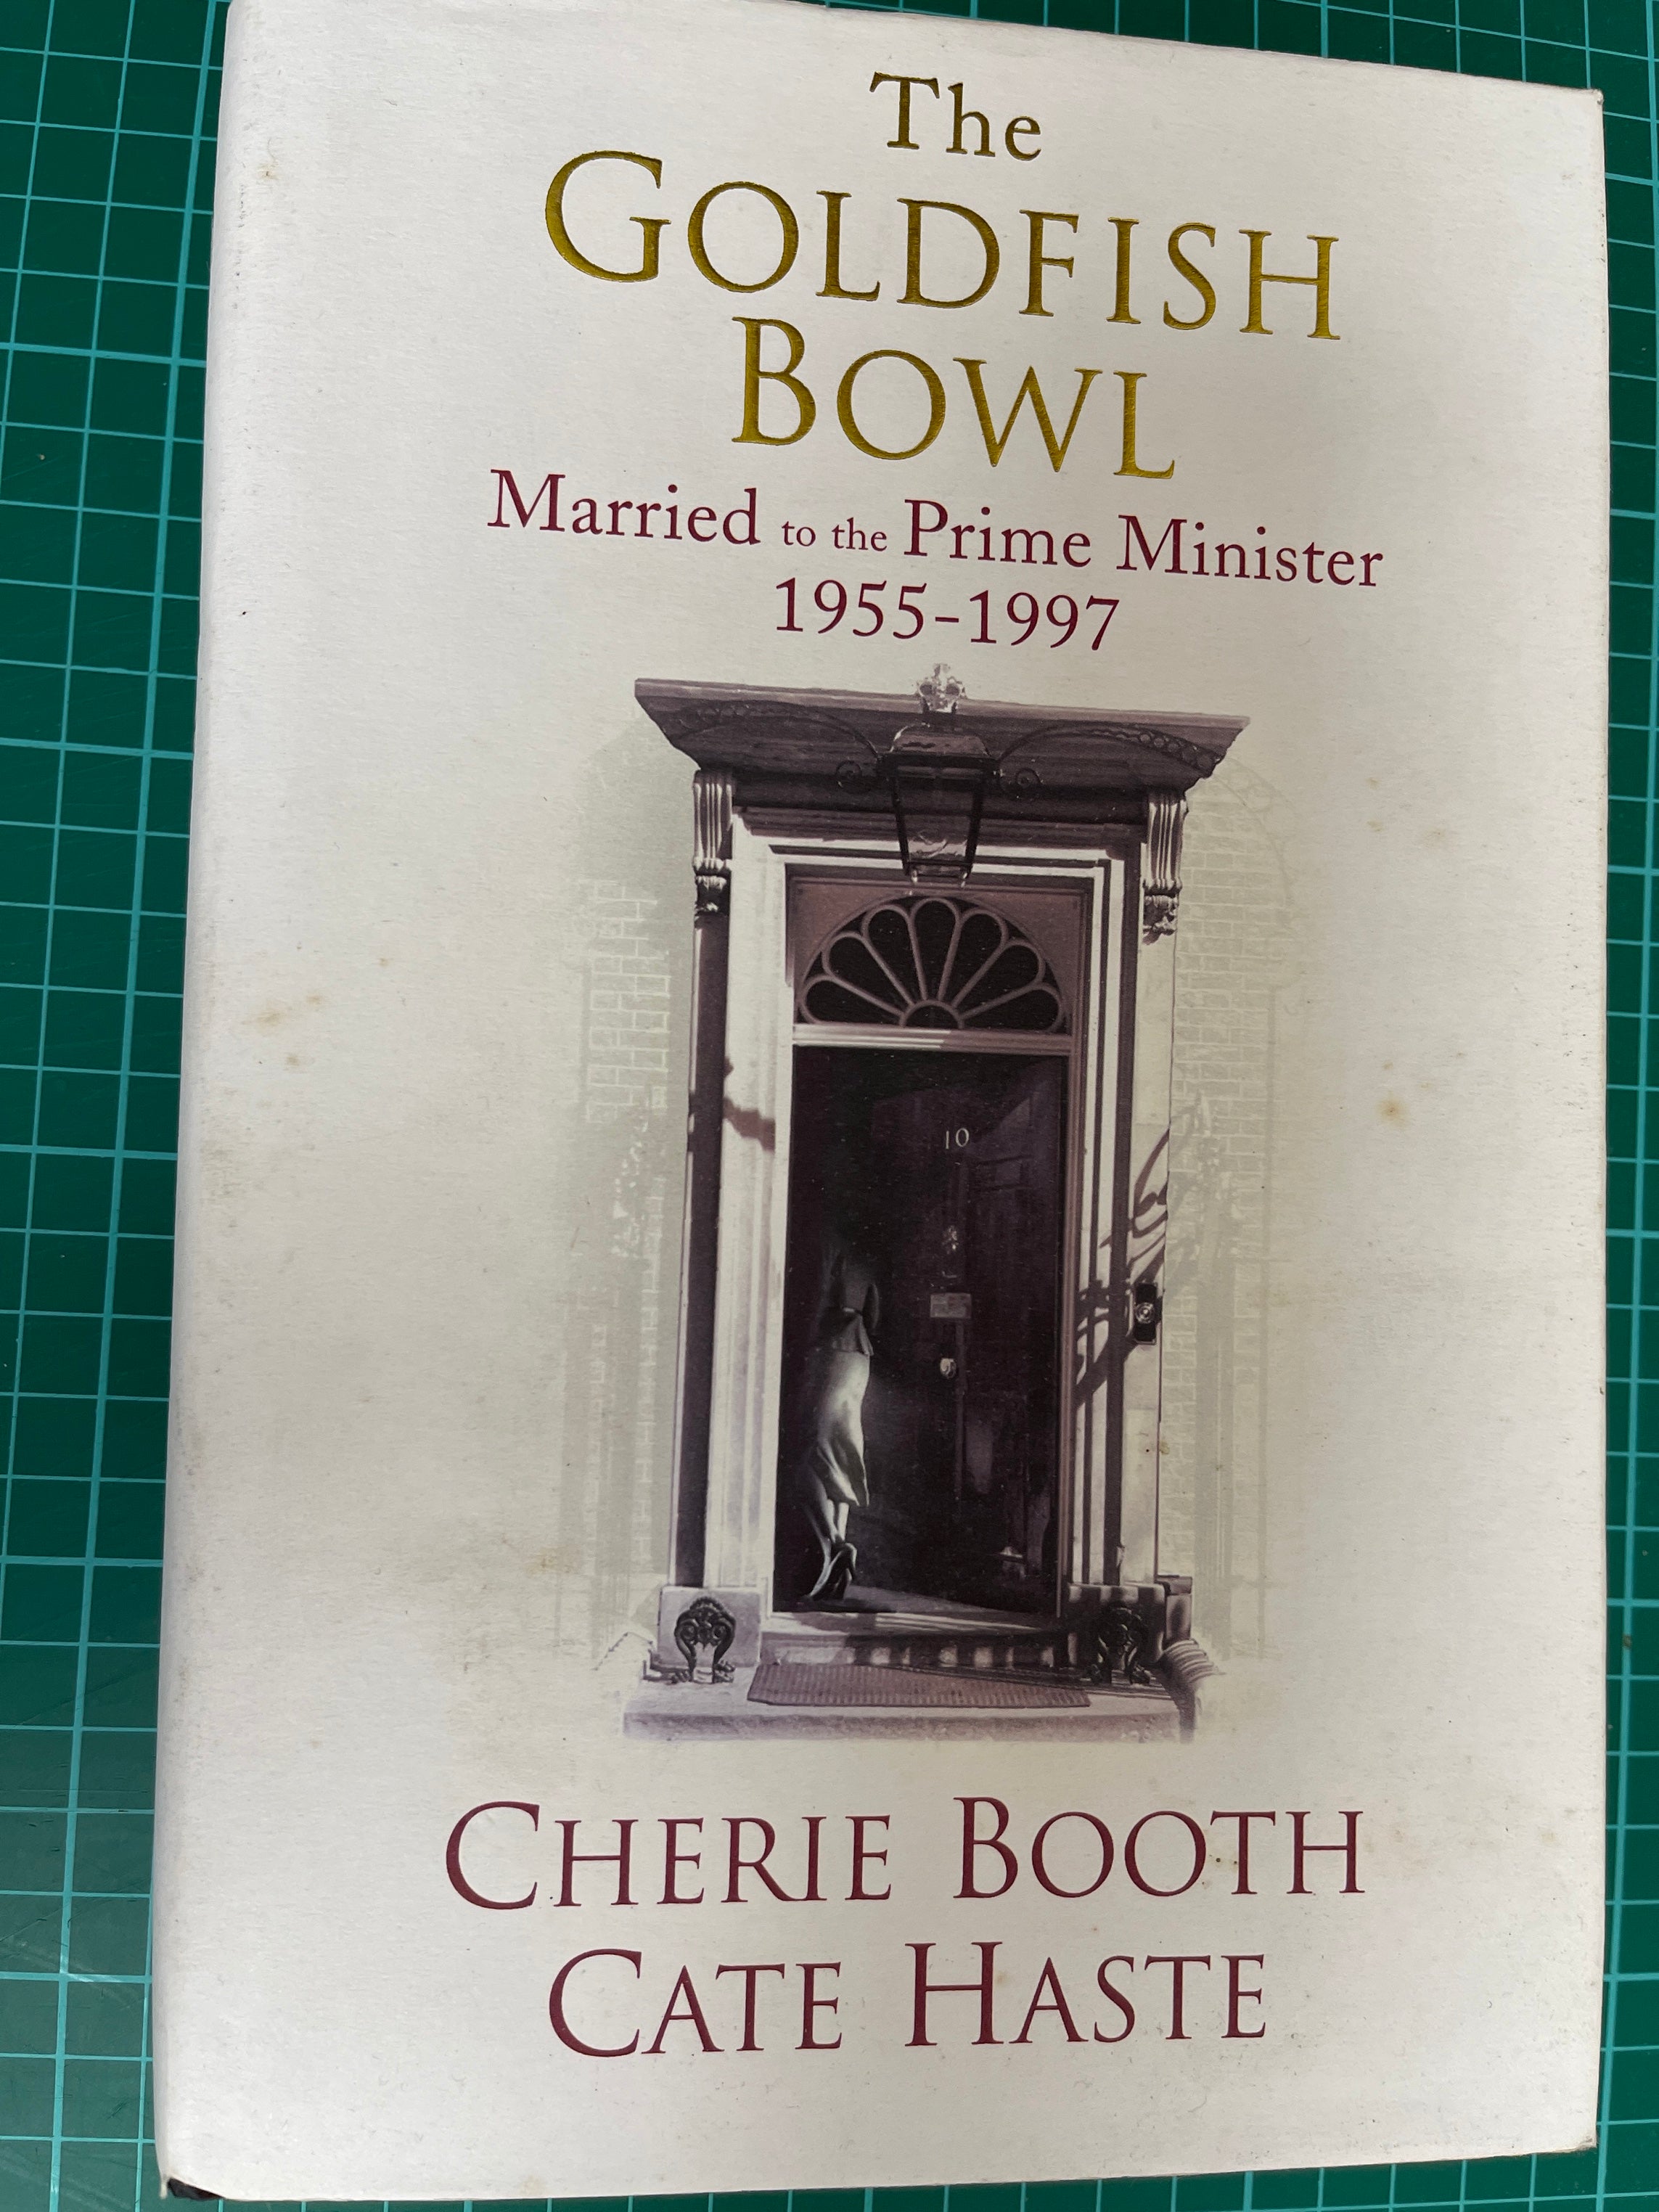 The
GOLDFISH
BOWL
Married to the Prime Minister
1955-1997
10
CHERIE BOOTH
CATE HASTE